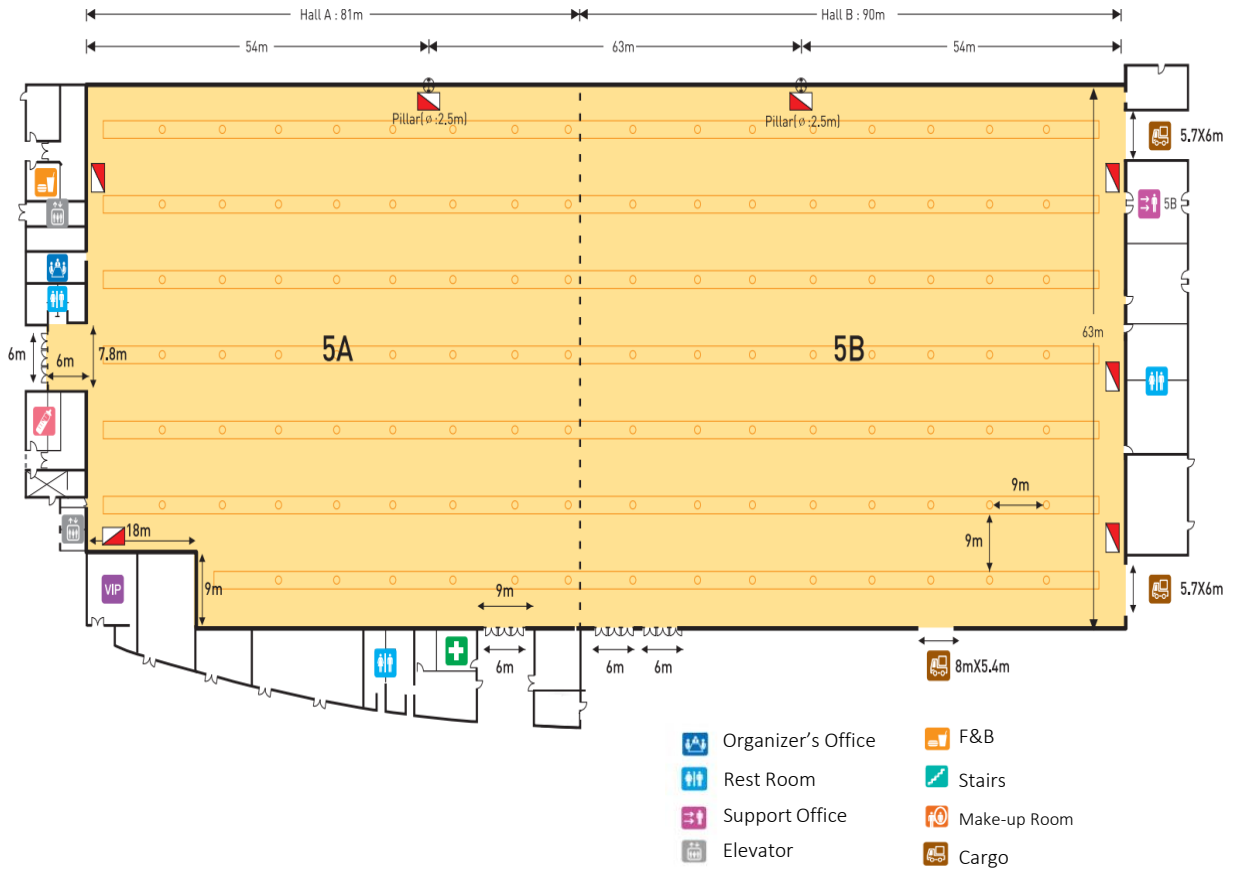 Hall A : 81m
Hall B : 90m
54m
63m
54m
Pillar(ø :2.5m)
Pillar(ø :2.5m)
5.7X6m
5B
5A
5B
63m
6m
6m
7.8m
9m
9m
18m
9m
VIP
9m
5.7X6m
6m
6m
6m
8mX5.4m
Organizer's Office
F&B
Rest Room
Stairs
Support Office
Make-up Room
Elevator
Cargo